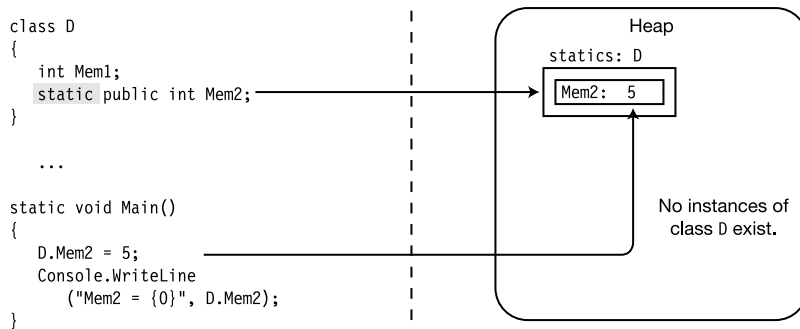 class D
{
int Mem1;
static public int Mem2;
}
...
static void Main()
{
D.Mem2 = 5;
Console.WriteLine
("Mem2 = {0}", D.Mem2);
}
Heap
statics: D
Mem2: 5
No instances of
class D exist.